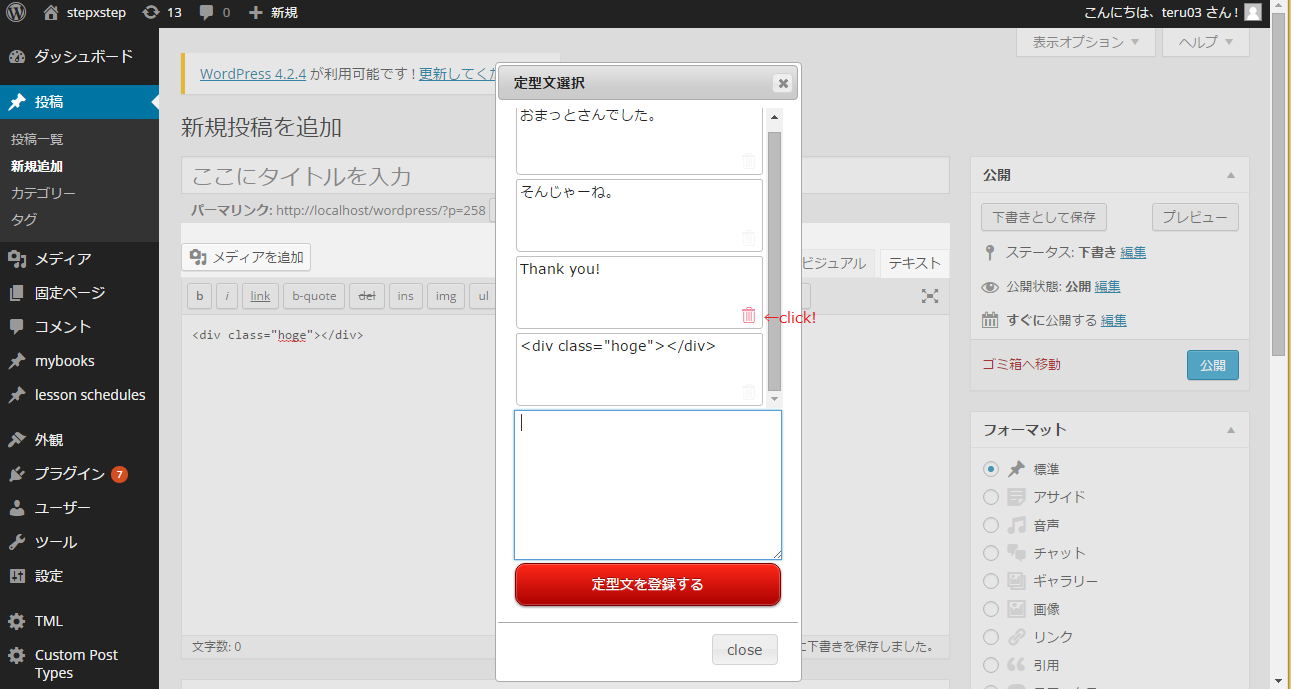 stepxstep 13 0 新規 こんにちは、teru03 さん!
ダッシュボード
投稿
投稿一覧
新規追加
カテゴリー
タグ
メディア
固定ページ
コメント
mybooks
lesson schedules
外観
プラグイン 7
ユーザー
ツール
設定
TML
Custom Post
Types
表示オプション ▼ ヘルプ ▼
WordPress 4.2.4 が利用可能です ! 更新してくだ
新規投稿を追加
ここにタイトルを入力
パーマリンク: http://localhost/wordpress/?p=258
メディアを追加
ビジュアル テキスト
b i link b-quote del ins img ul
<div class="hoge"></div>
文字数: 0
に下書きを保存しました。
定型文選択
おまっとさんでした。
そんじゃーね。
Thank you!
←click!
<div class="hoge"></div>
定型文を登録する
close
公開
下書きとして保存 プレビュー
ステータス: 下書き 編集
公開状態: 公開 編集
すぐに公開する 編集
ゴミ箱へ移動 公開
フォーマット
標準
アサイド
音声
チャット
ギャラリー
画像
リンク
引用